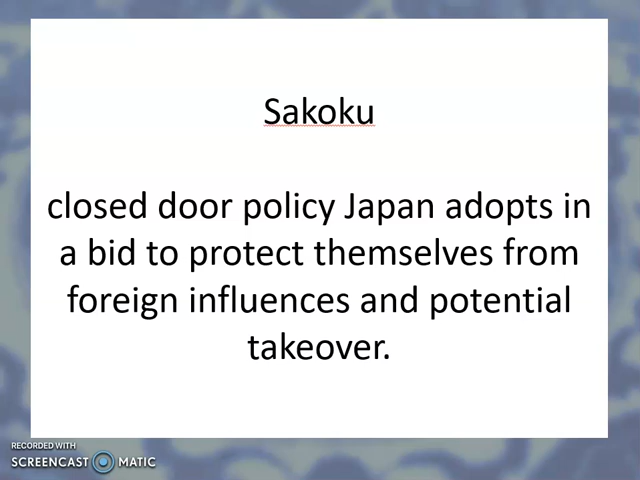 Sakoku
closed door policy Japan adopts in
a bid to protect themselves from
foreign influences and potential
takeover.
RECORDED WITH
SCREENCAST MATIC